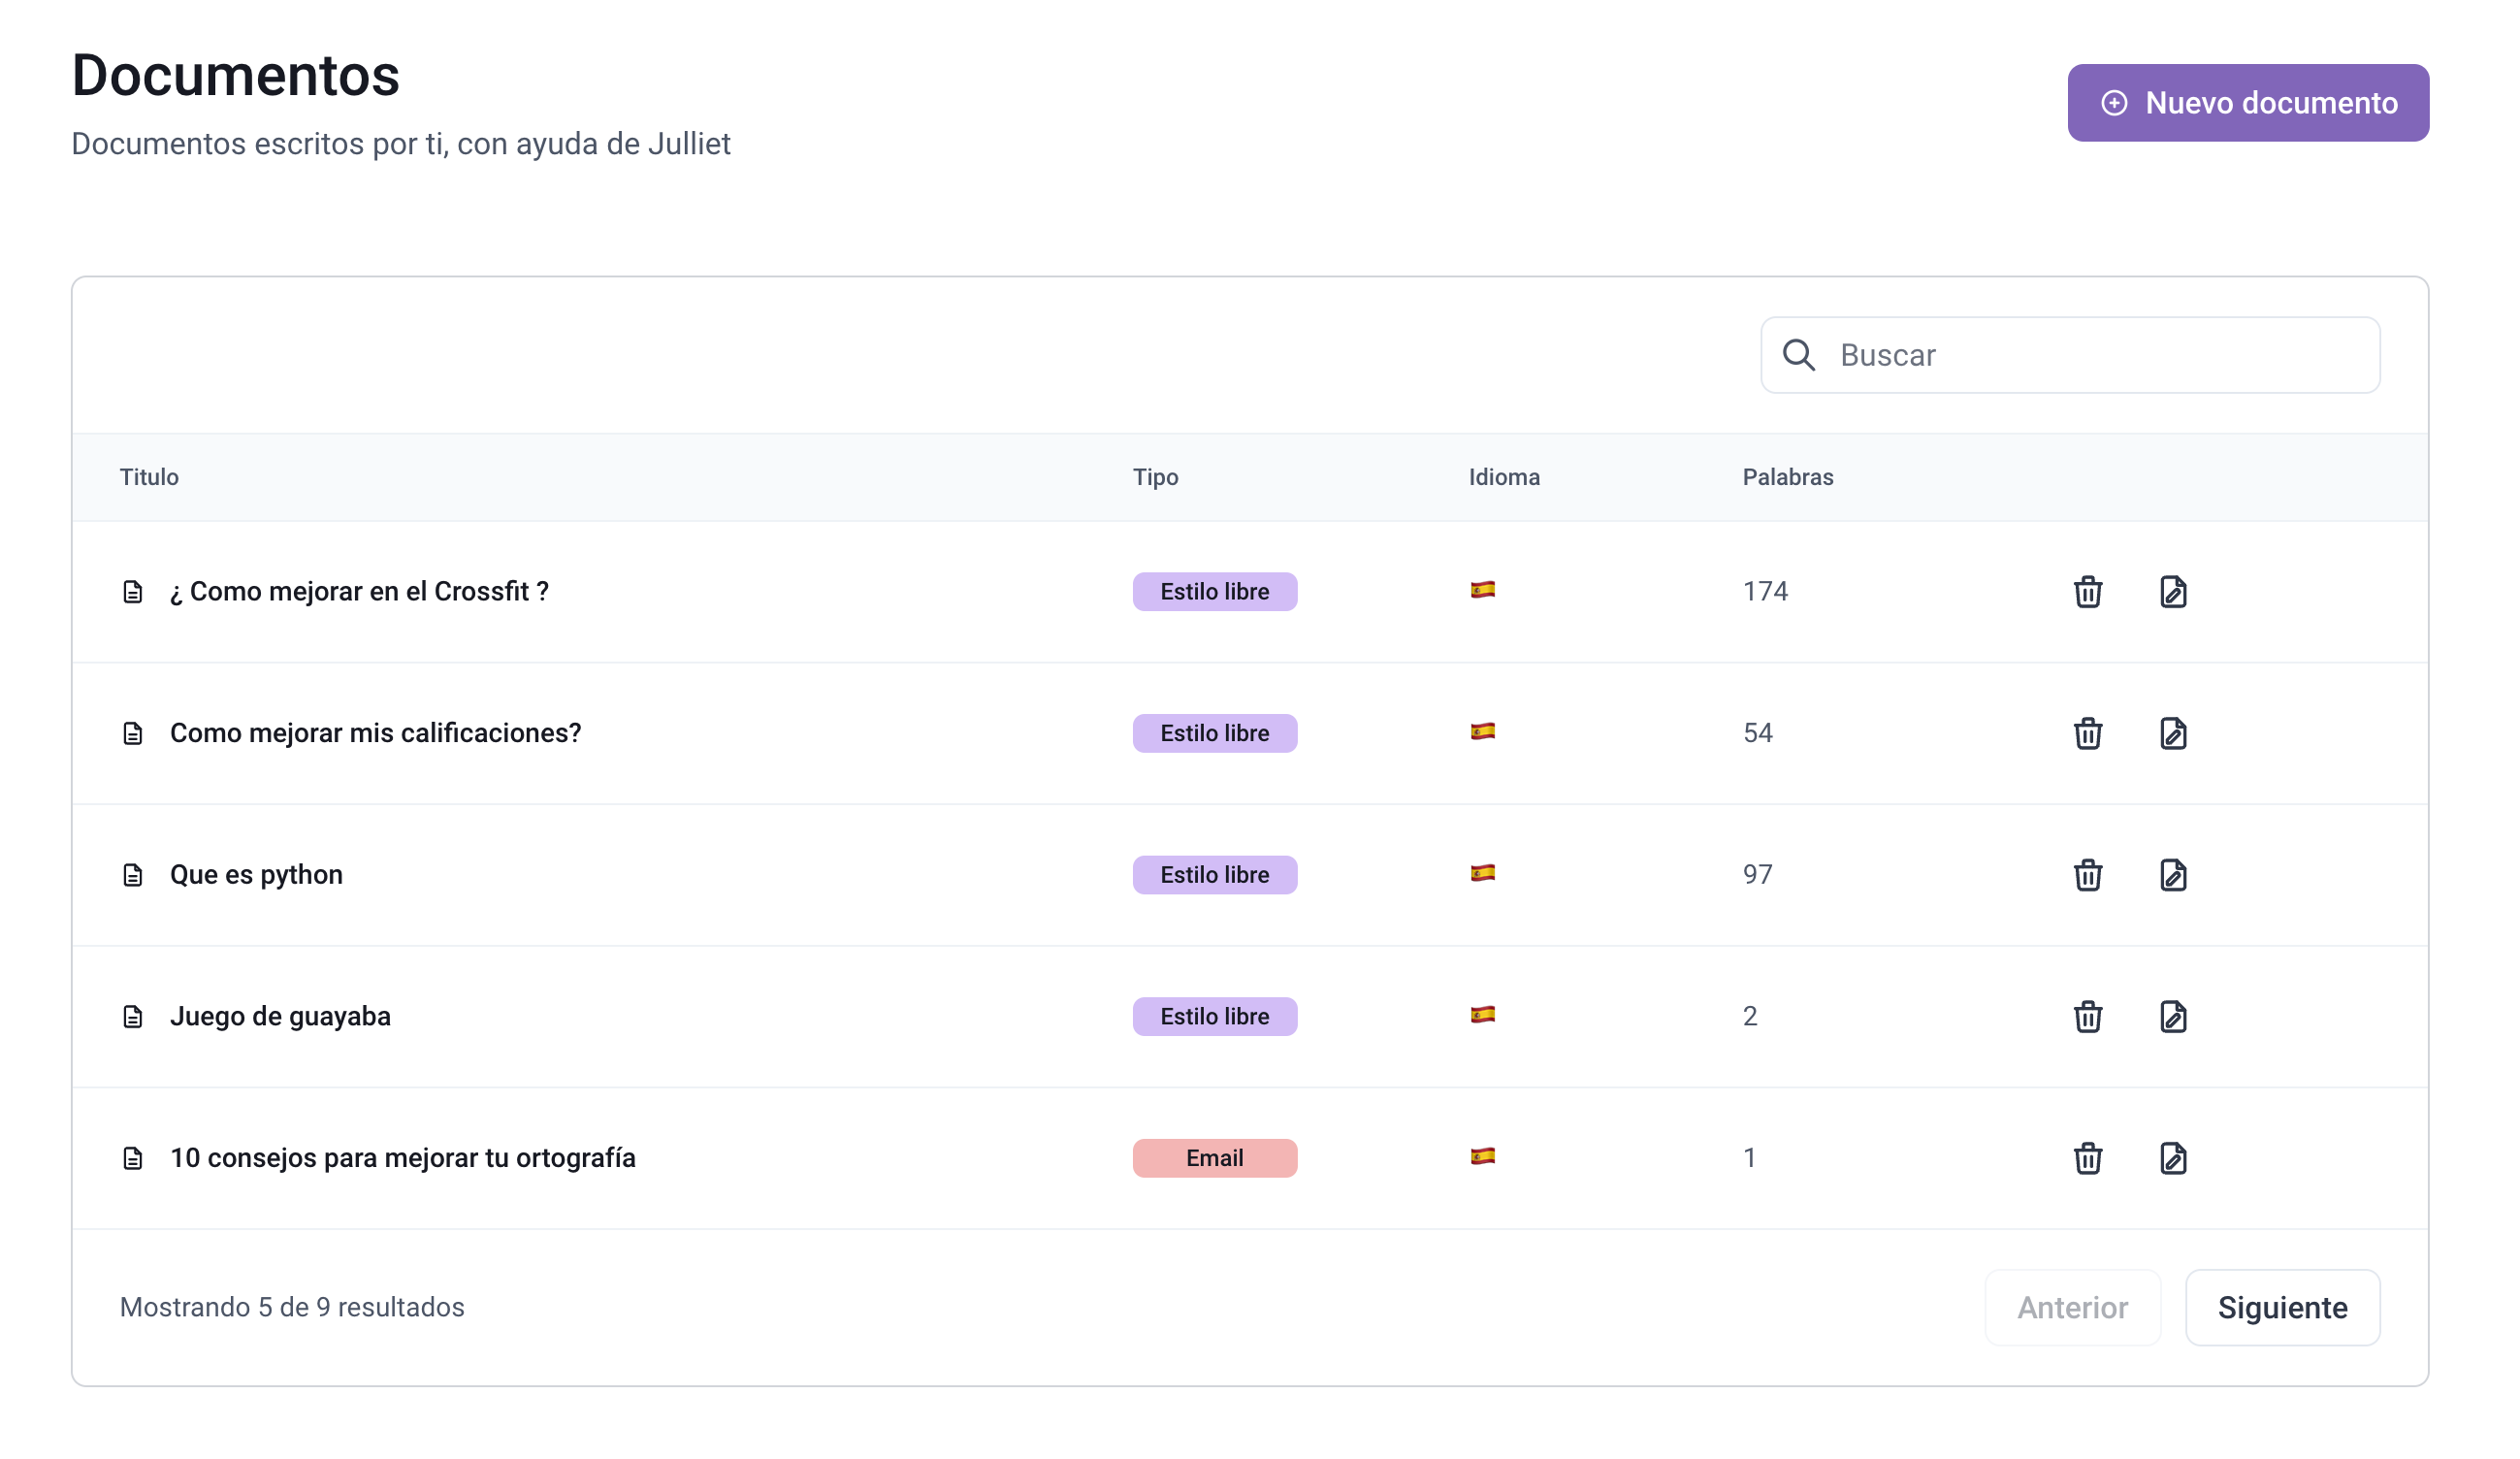 Documentos
Nuevo documento
Documentos escritos por ti, con ayuda de Julliet
Buscar
Titulo Tipo Idioma Palabras
¿ Como mejorar en el Crossfit ? Estilo libre 174
Como mejorar mis calificaciones? Estilo libre 54
Que es python Estilo libre 97
Juego de guayaba Estilo libre 2
10 consejos para mejorar tu ortografía Email 1
Mostrando 5 de 9 resultados Anterior Siguiente